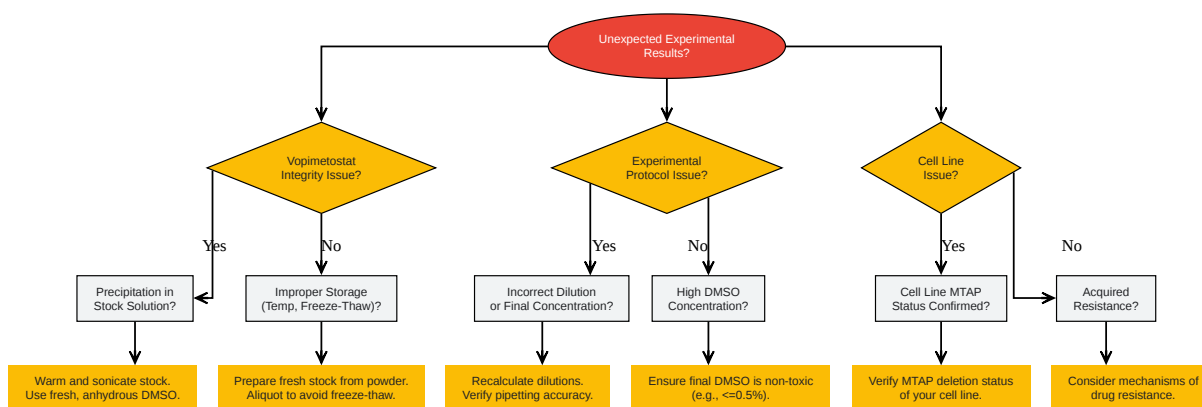 Unexpected Experimental
Results?
Vopimetostat
Integrity Issue?
Experimental
Protocol Issue?
Cell Line
Issue?
Yes
No
Yes
No
Yes
No
Precipitation in
Stock Solution?
Improper Storage
(Temp, Freeze-Thaw)?
Incorrect Dilution
or Final Concentration?
High DMSO
Concentration?
Cell Line MTAP
Status Confirmed?
Acquired
Resistance?
Warm and sonicate stock.
Use fresh, anhydrous DMSO.
Prepare fresh stock from powder.
Aliquot to avoid freeze-thaw.
Recalculate dilutions.
Verify pipetting accuracy.
Ensure final DMSO is non-toxic
(e.g., <=0.5%).
Verify MTAP deletion status
of your cell line.
Consider mechanisms of
drug resistance.